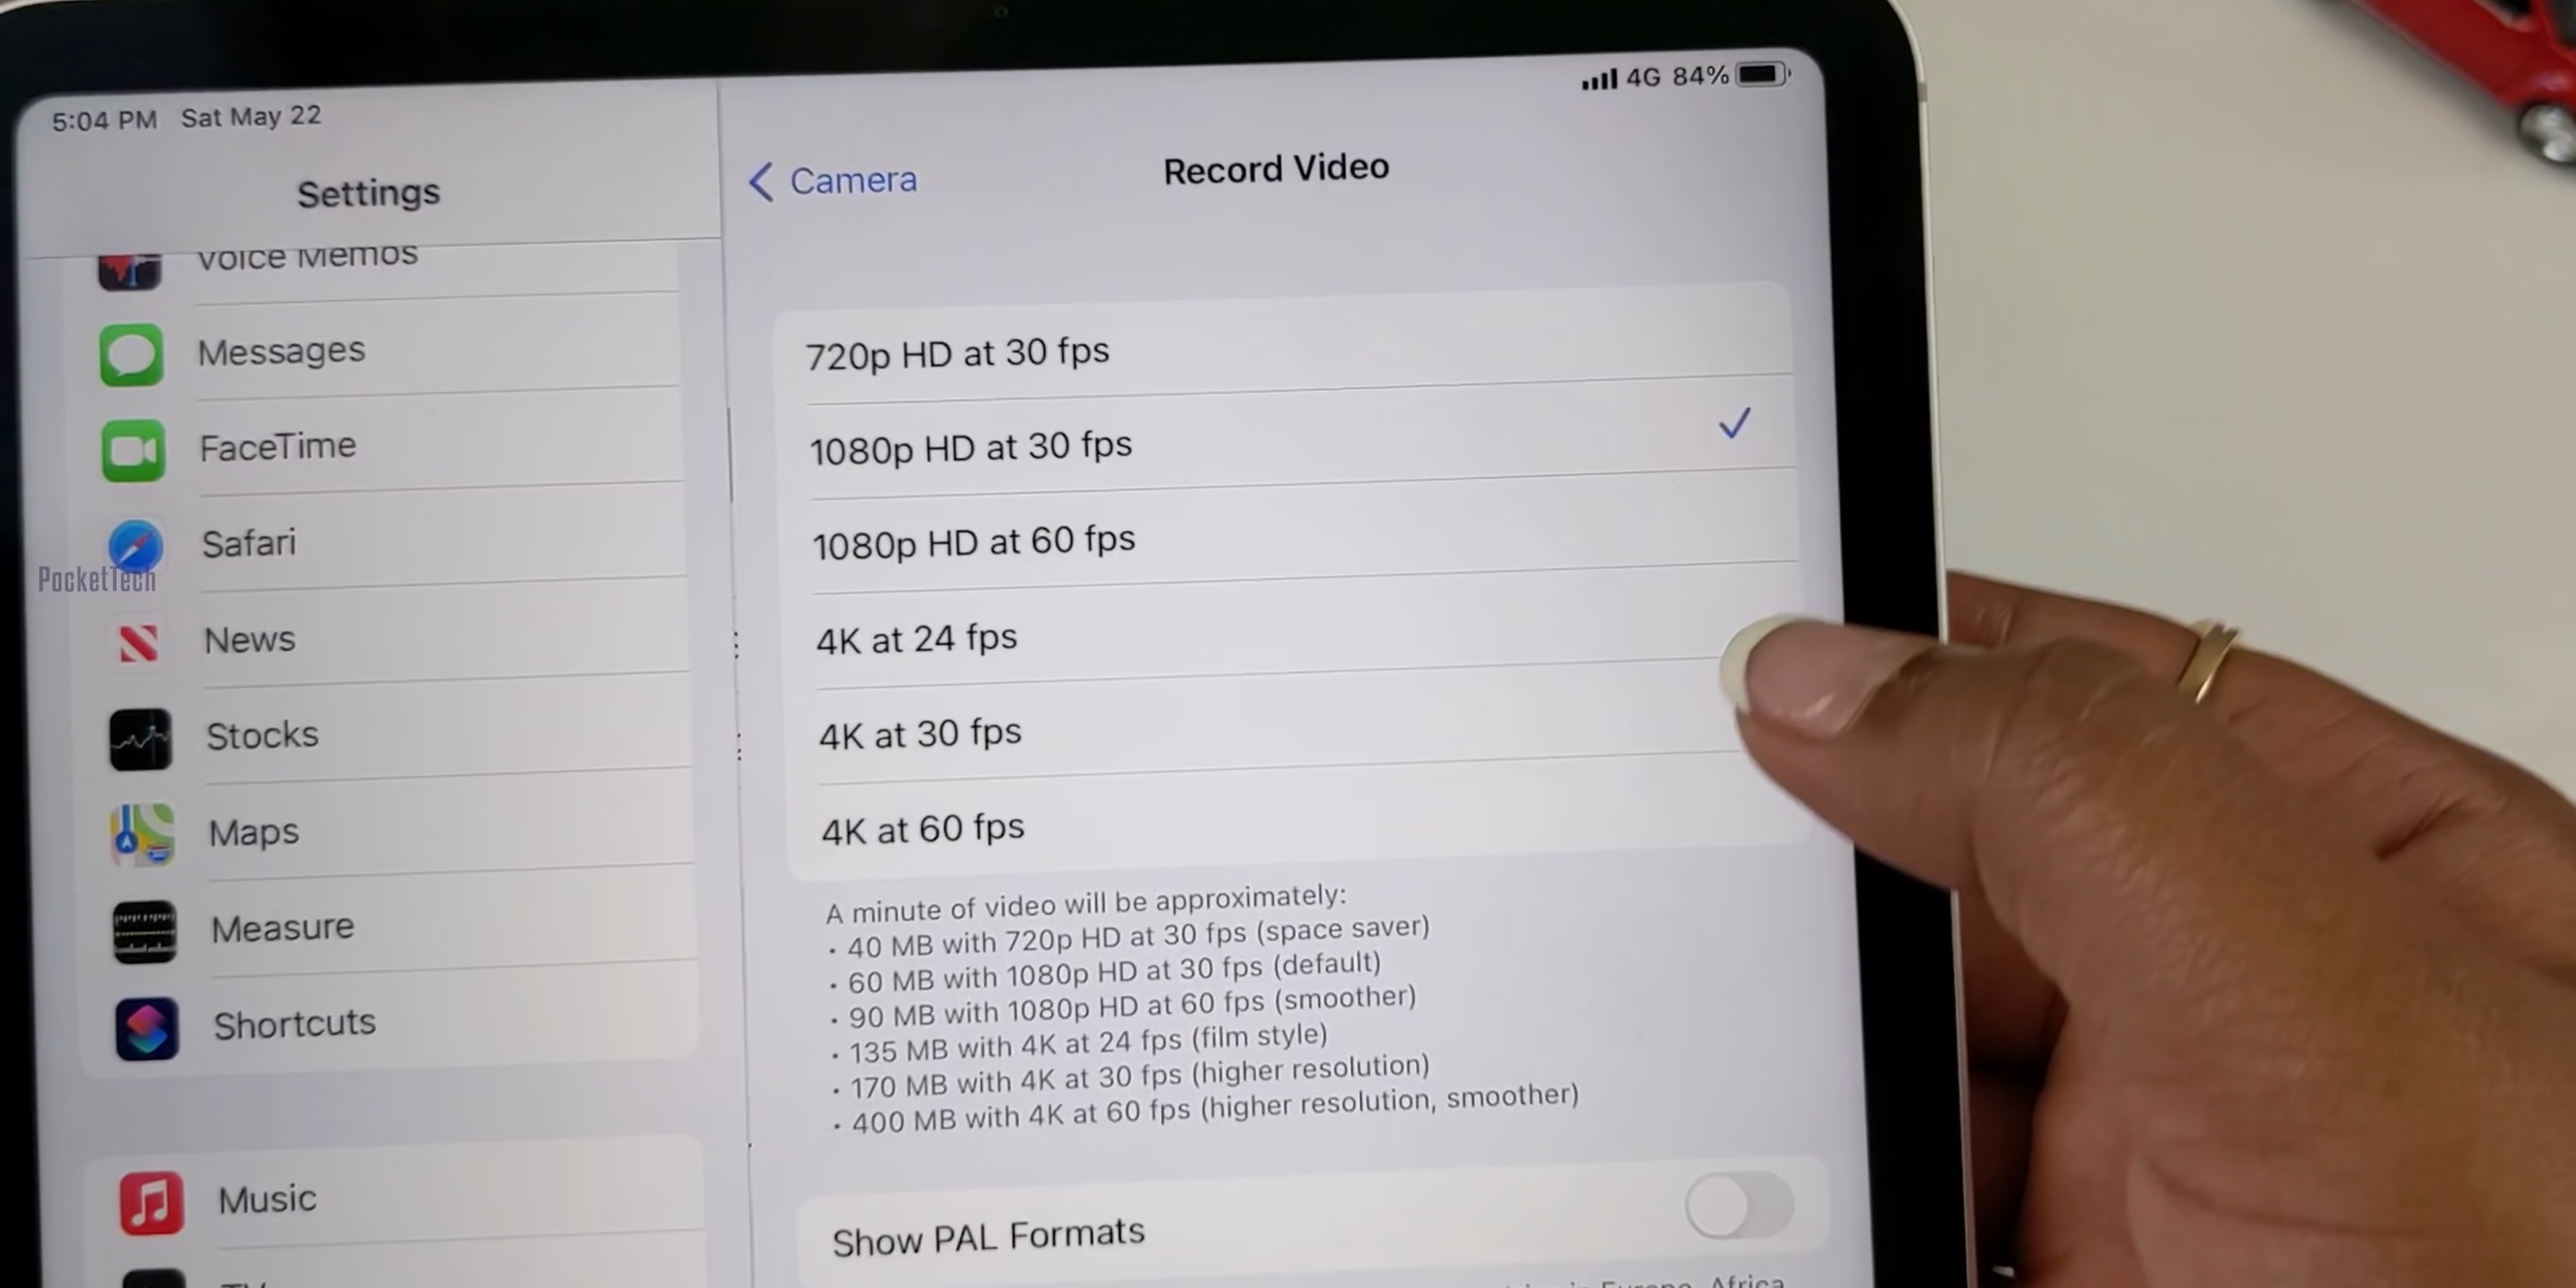 5:04 PM Sat May 22
4G 84%
Settings
Voice Memos
Messages
FaceTime
Safari
PocketTech
News
Stocks
Maps
Measure
Shortcuts
Music
Camera
Record Video
720p HD at 30 fps
1080p HD at 30 fps
1080p HD at 60 fps
4K at 24 fps
4K at 30 fps
4K at 60 fps
A minute of video will be approximately:
• 40 MB with 720p HD at 30 fps (space saver)
• 60 MB with 1080p HD at 30 fps (default)
• 90 MB with 1080p HD at 60 fps (smoother)
• 135 MB with 4K at 24 fps (film style)
• 170 MB with 4K at 30 fps (higher resolution)
• 400 MB with 4K at 60 fps (higher resolution, smoother)
Show PAL Formats
in Europe, Africa